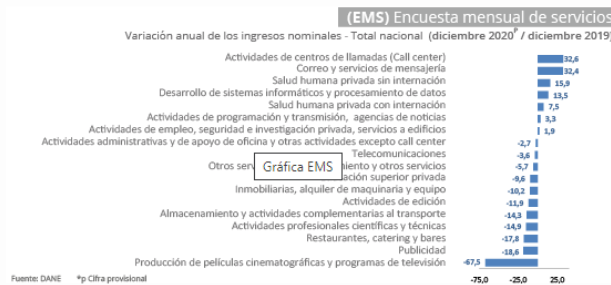 (EMS) Encuesta mensual de servicios
Variación anual de los ingresos nominales - Total nacional (diciembre 2020ᵖ / diciembre 2019)
Actividades de centros de llamadas (Call center) 32,6
Correo y servicios de mensajería 32,4
Salud humana privada sin internación 15,9
Desarrollo de sistemas informáticos y procesamiento de datos 13,5
Salud humana privada con internación 7,5
Actividades de programación y transmisión, agencias de noticias 3,3
Actividades de empleo, seguridad e investigación privada, servicios a edificios 1,9
Actividades administrativas y de apoyo de oficina y otras actividades excepto call center -2,7
Telecomunicaciones -3,6
Otros y otros servicios -5,7
Gráfica EMS
superior privada -9,6
Inmobiliarias, alquiler de maquinaria y equipo -10,2
Actividades de edición -11,9
Almacenamiento y actividades complementarias al transporte -14,3
Actividades profesionales científicas y técnicas -14,9
Restaurantes, catering y bares -17,8
Publicidad -18,6
Producción de películas cinematográficas y programas de televisión -67,5
-75,0 -25,0 25,0
Fuente: DANE *p Cifra provisional